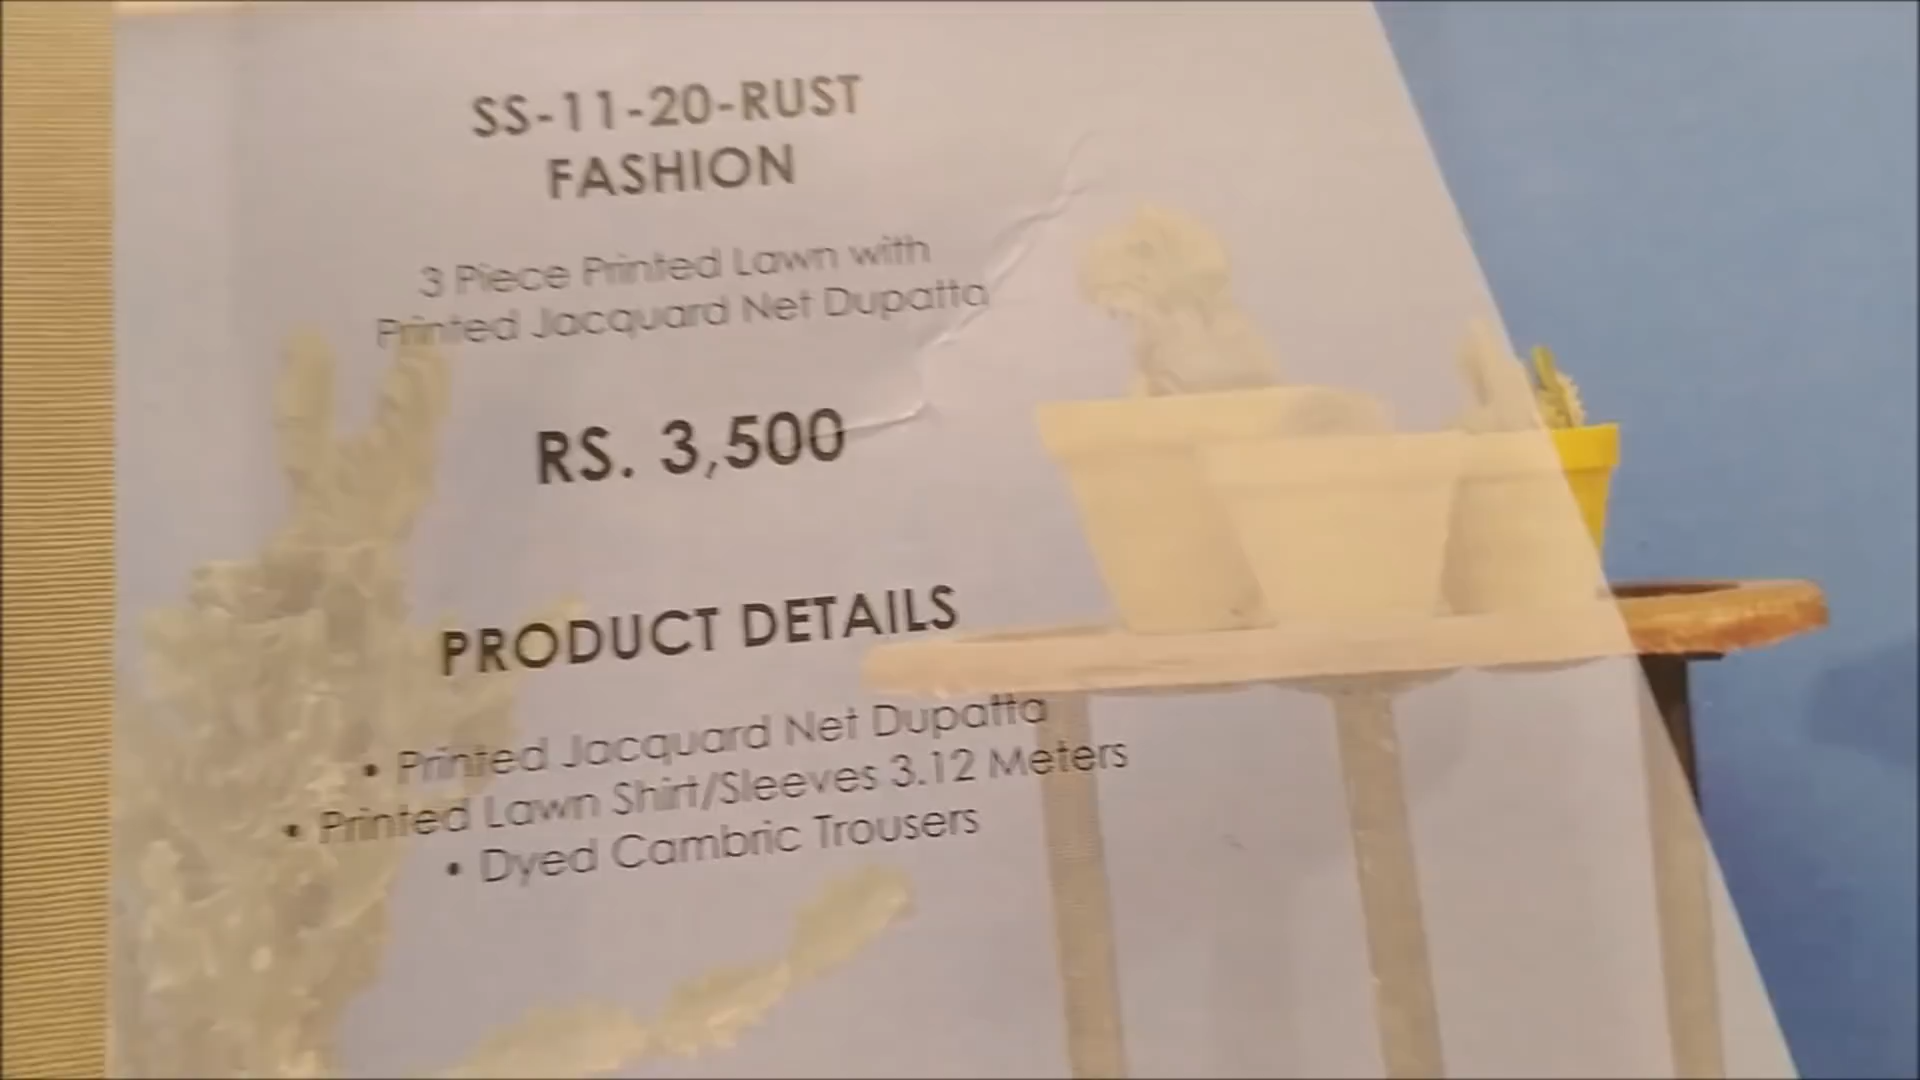 SS-11-20-RUST
FASHION
3 Piece Printed Lawn with
Printed Jacquard Net Dupatta
RS. 3,500
PRODUCT DETAILS
• Printed Jacquard Net Dupatta
• Printed Lawn Shirt/Sleeves 3.12 Meters
• Dyed Cambric Trousers